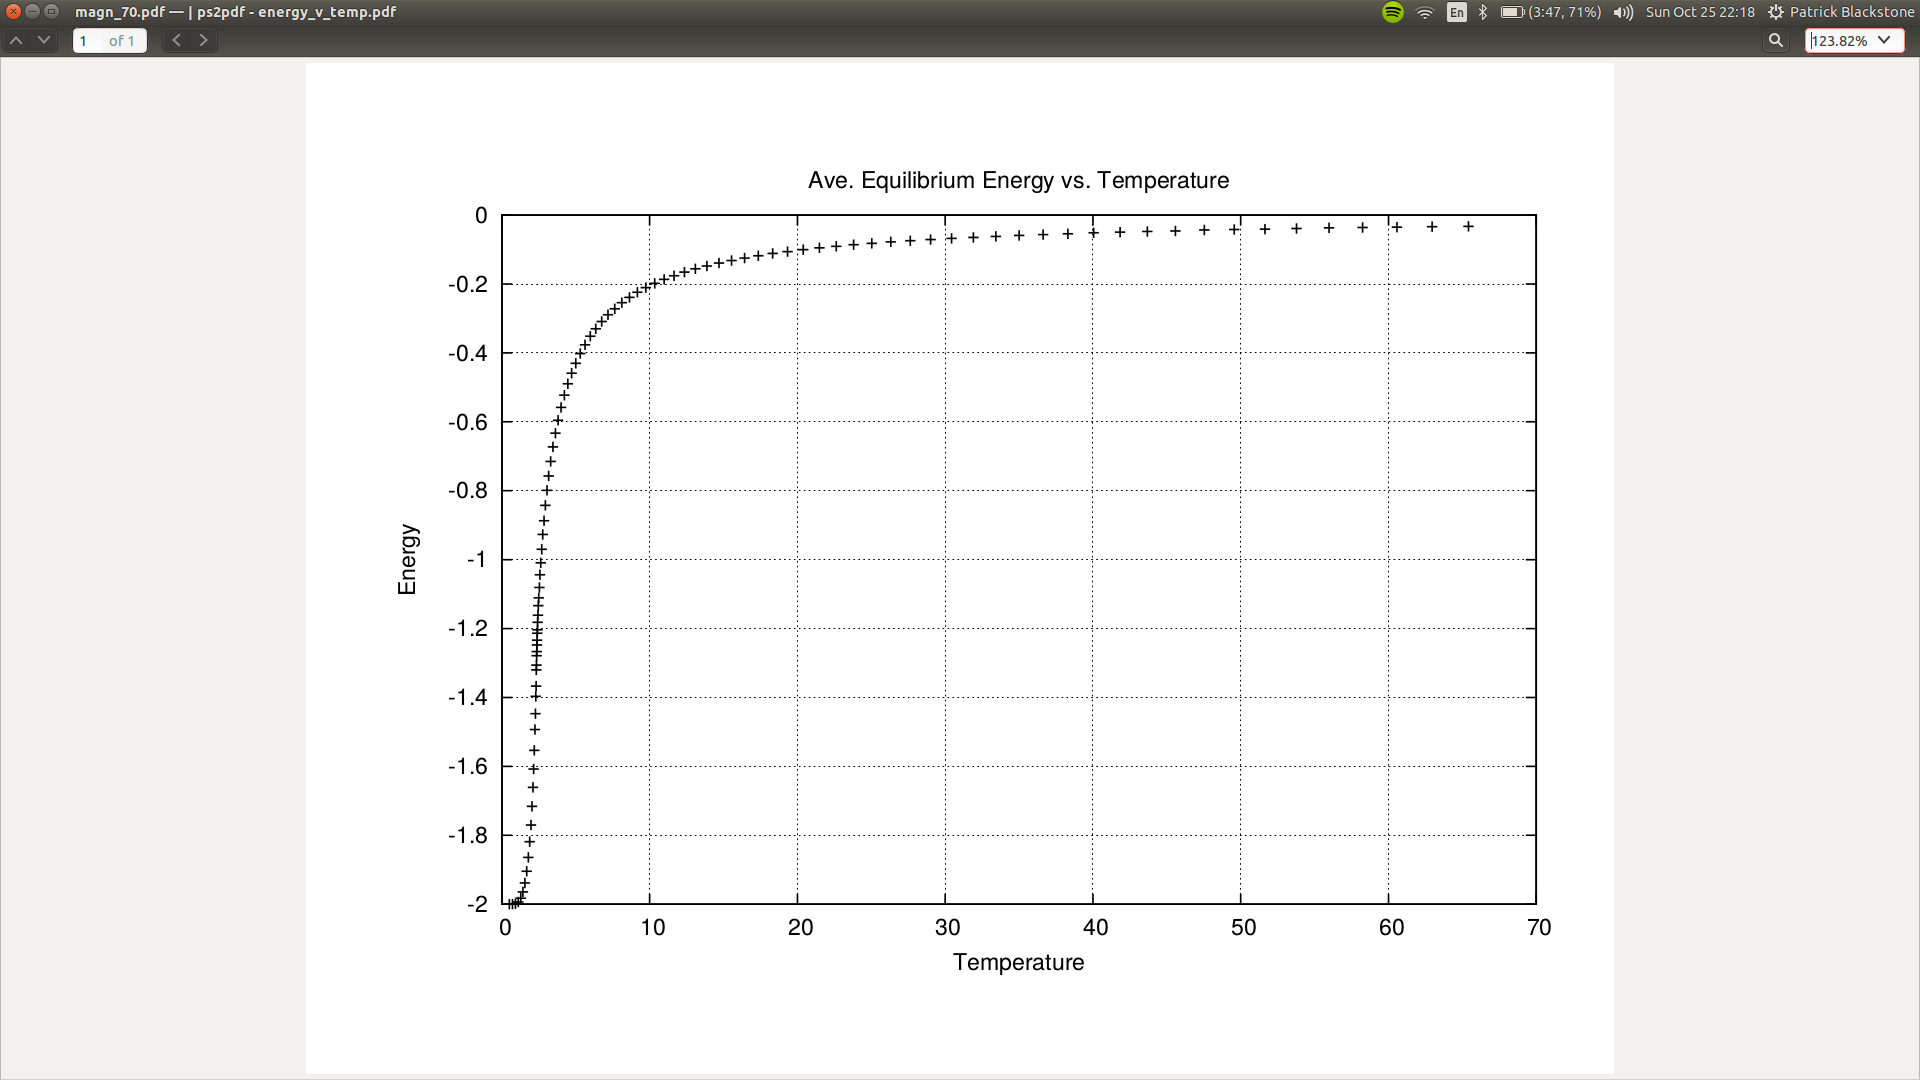 magn_70.pdf — | ps2pdf - energy_v_temp.pdf
En (3:47, 71%) Sun Oct 25 22:18 Patrick Blackstone
1 of 1 123.82%
Ave. Equilibrium Energy vs. Temperature
0
-0.2
-0.4
-0.6
-0.8
-1
-1.2
-1.4
-1.6
-1.8
-2
Energy
0 10 20 30 40 50 60 70
Temperature